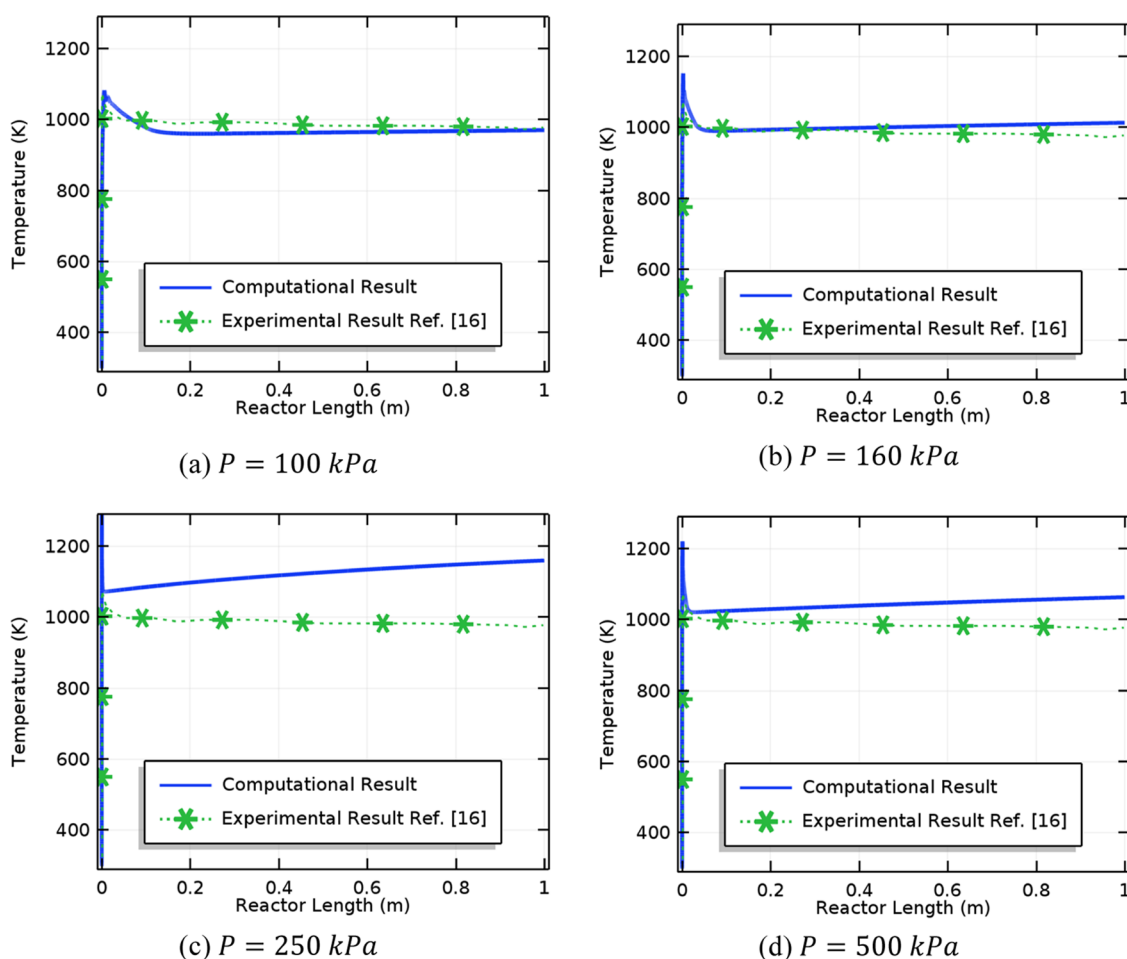 1200
1000
800
600
400
Temperature (K)
Computational Result
Experimental Result Ref. [16]
0 0.2 0.4 0.6 0.8 1
Reactor Length (m)
(a) P = 100 kPa
1200
1000
800
600
400
Temperature (K)
Computational Result
Experimental Result Ref. [16]
0 0.2 0.4 0.6 0.8 1
Reactor Length (m)
(b) P = 160 kPa
1200
1000
800
600
400
Temperature (K)
Computational Result
Experimental Result Ref. [16]
0 0.2 0.4 0.6 0.8 1
Reactor Length (m)
(c) P = 250 kPa
1200
1000
800
600
400
Temperature (K)
Computational Result
Experimental Result Ref. [16]
0 0.2 0.4 0.6 0.8 1
Reactor Length (m)
(d) P = 500 kPa